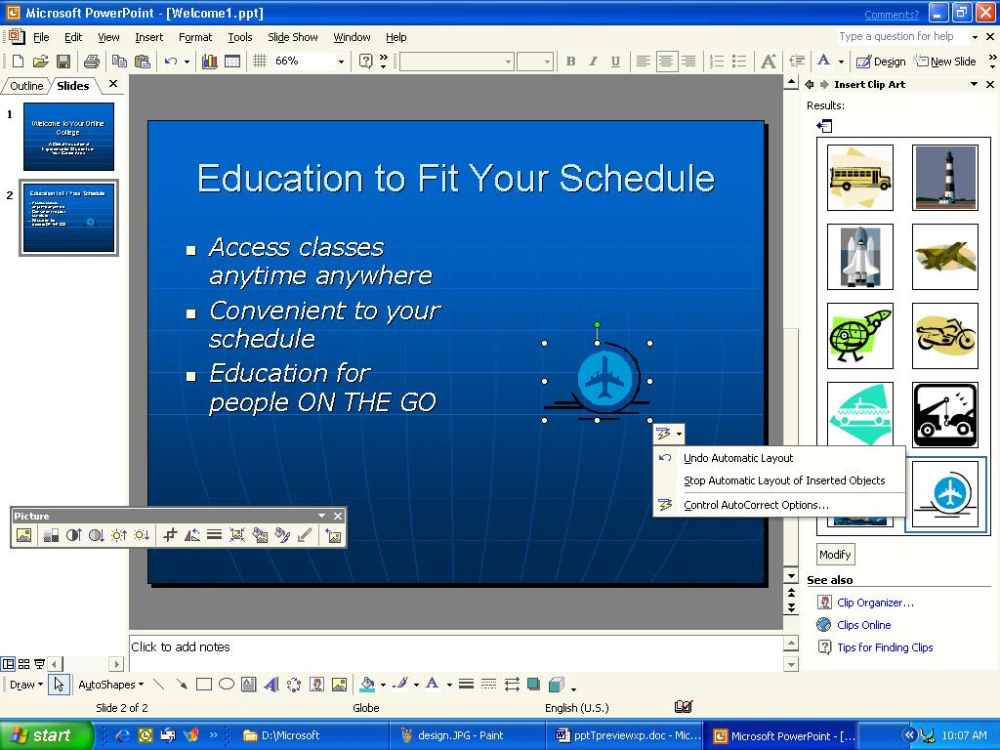 Microsoft PowerPoint - [Welcome1.ppt]
Comments?
File Edit View Insert Format Tools Slide Show Window Help
Type a question for help
66%
B I U
A
A
Design
New Slide
Outline
Slides
Insert Clip Art
Results:
1
Welcome to Your Online
College
2
Education to Fit Your Schedule
Education to Fit Your Schedule
Access classes
anytime anywhere
Convenient to your
schedule
Education for
people ON THE GO
Undo Automatic Layout
Stop Automatic Layout of Inserted Objects
Control AutoCorrect Options...
Picture
Modify
See also
Clip Organizer...
Clips Online
Tips for Finding Clips
Click to add notes
Draw
AutoShapes
A
Slide 2 of 2
Globe
English (U.S.)
start
D:\Microsoft
design.JPG - Paint
pptTpreviewxp.doc - Mic...
Microsoft PowerPoint - [...
10:07 AM